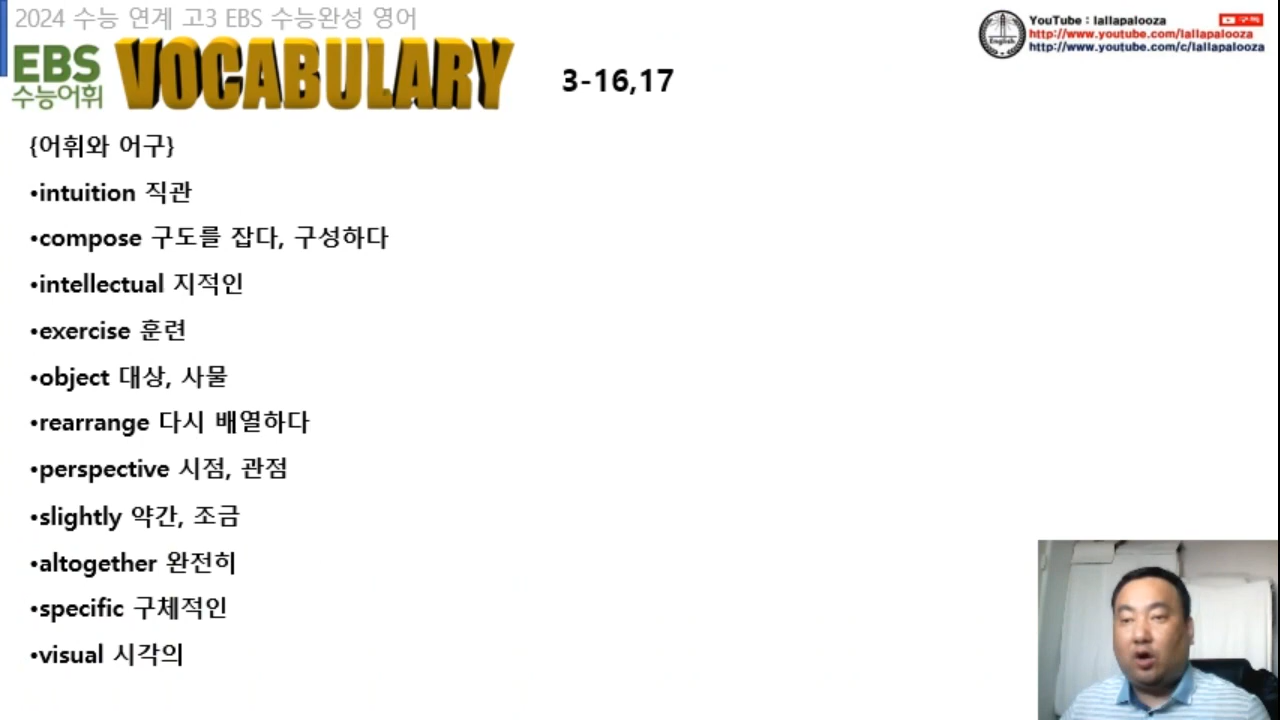 2024 수능 연계 고3 EBS 수능완성 영어
EBS
수능어휘
VOCABULARY
3-16,17
YouTube : lallapalooza
구독
http://www.youtube.com/lallapalooza
http://www.youtube.com/c/lallapalooza
English
{어휘와 어구}
•intuition 직관
•compose 구도를 잡다, 구성하다
•intellectual 지적인
•exercise 훈련
•object 대상, 사물
•rearrange 다시 배열하다
•perspective 시점, 관점
•slightly 약간, 조금
•altogether 완전히
•specific 구체적인
•visual 시각의